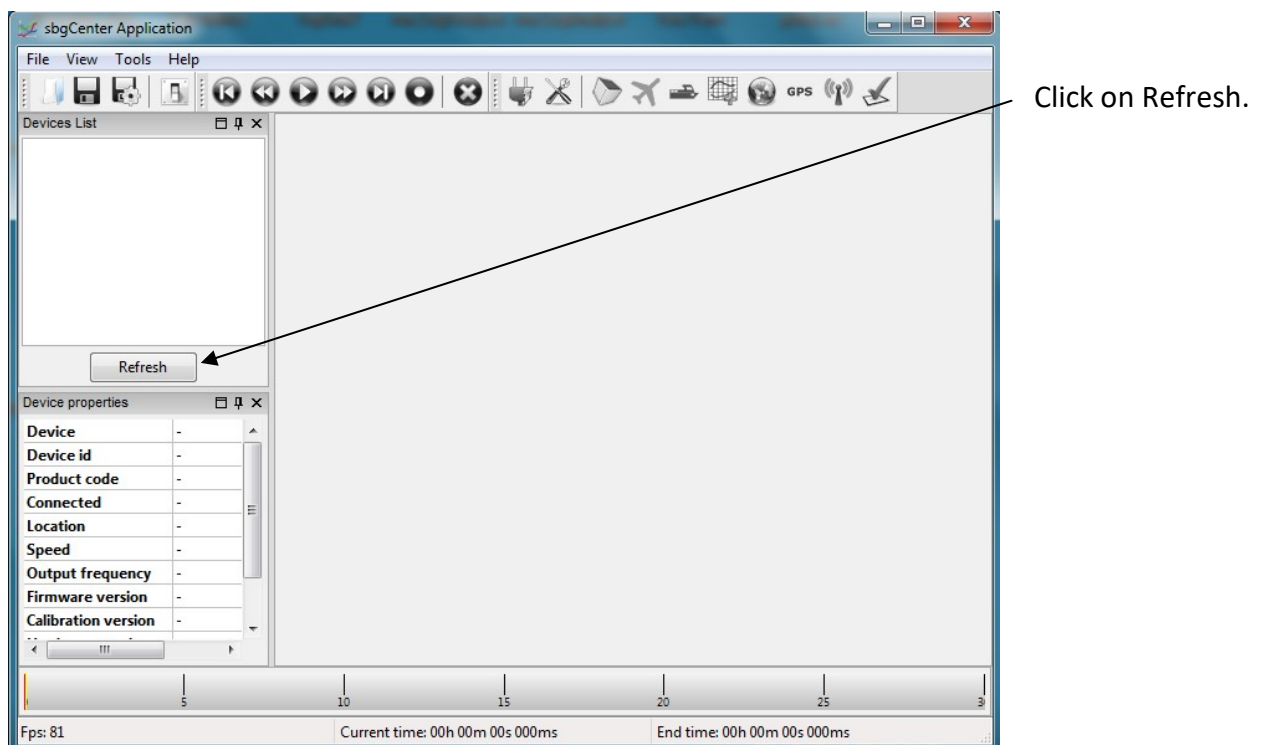 sbgCenter Application
File View Tools Help
GPS
Click on Refresh.
Devices List
Refresh
Device properties
Device -
Device id -
Product code -
Connected -
Location -
Speed -
Output frequency -
Firmware version -
Calibration version -
5 10 15 20 25
Fps: 81 Current time: 00h 00m 00s 000ms End time: 00h 00m 00s 000ms